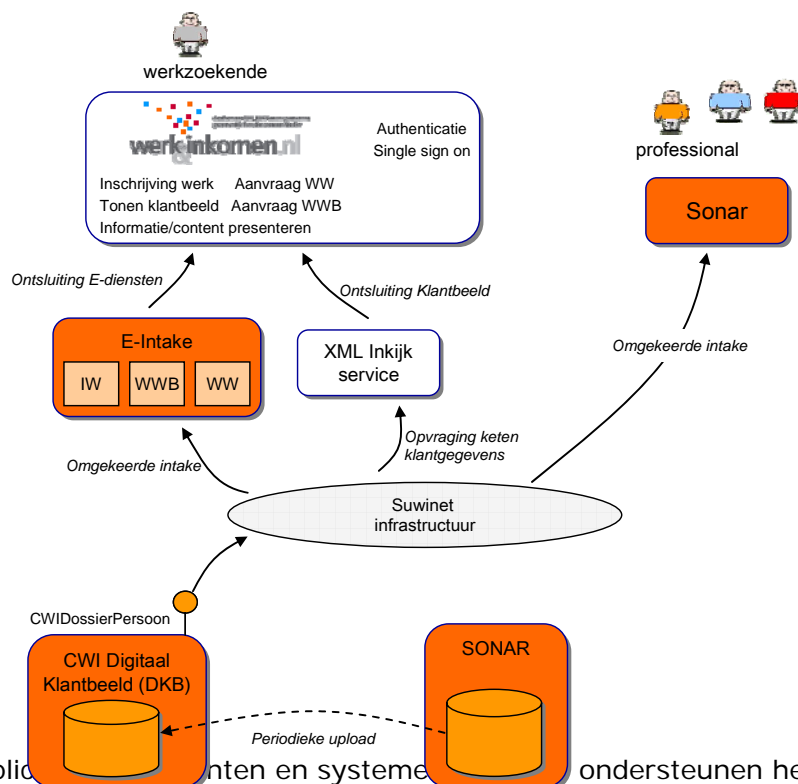 werkzoekende
werk&inkomen.nl
Authenticatie
Single sign on
Inschrijving werk Aanvraag WW
Tonen klantbeeld Aanvraag WWB
Informatie/content presenteren
professional
Sonar
Ontsluiting E-diensten
Ontsluiting Klantbeeld
E-Intake
IW WWB WW
XML Inkijk
service
Omgekeerde intake
Omgekeerde intake
Opvraging keten
klantgegevens
Suwinet
infrastructuur
CWIDossierPersoon
CWI Digitaal
Klantbeeld (DKB)
SONAR
Periodieke upload
nten en systeme ondersteunen he